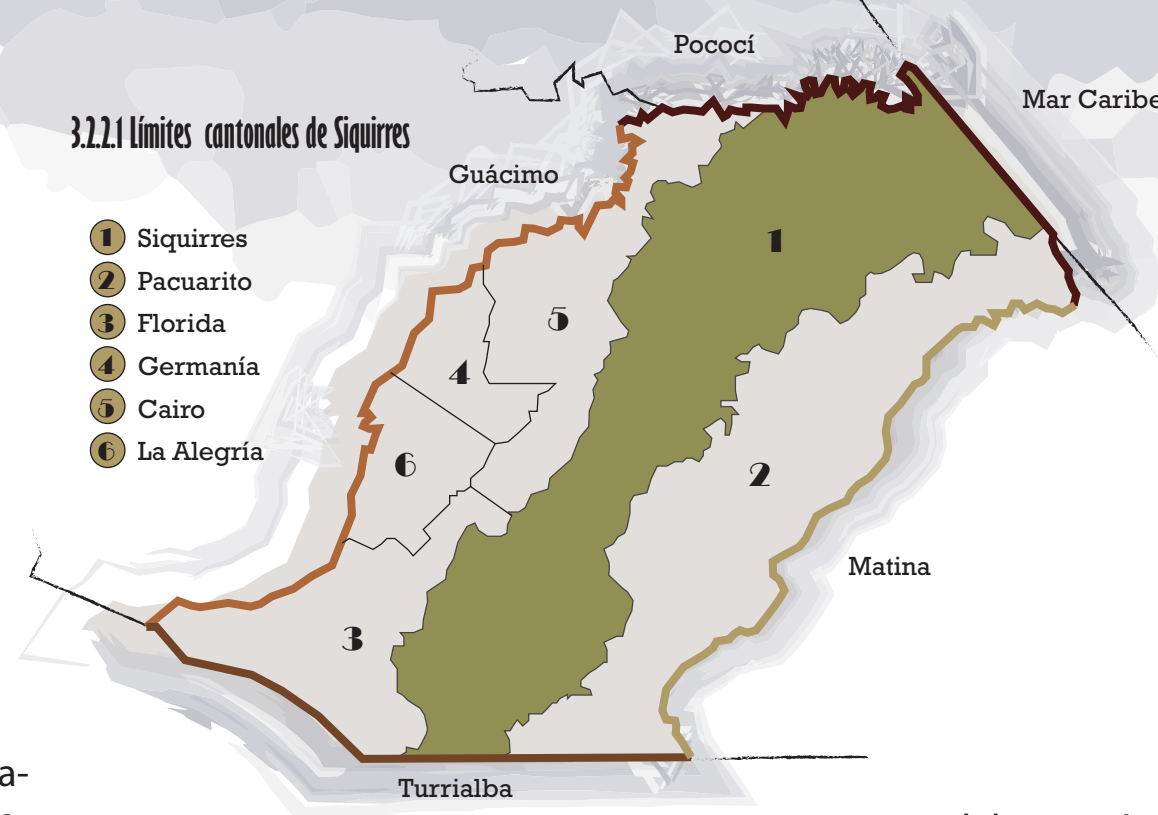 Pococí
Mar Caribe
3.2.2.1 Límites cantonales de Siquirres
Guácimo
1 Siquirres
2 Pacuarito
3 Florida
4 Germanía
5 Cairo
6 La Alegría
1
5
4
6
2
3
Matina
Turrialba
a-